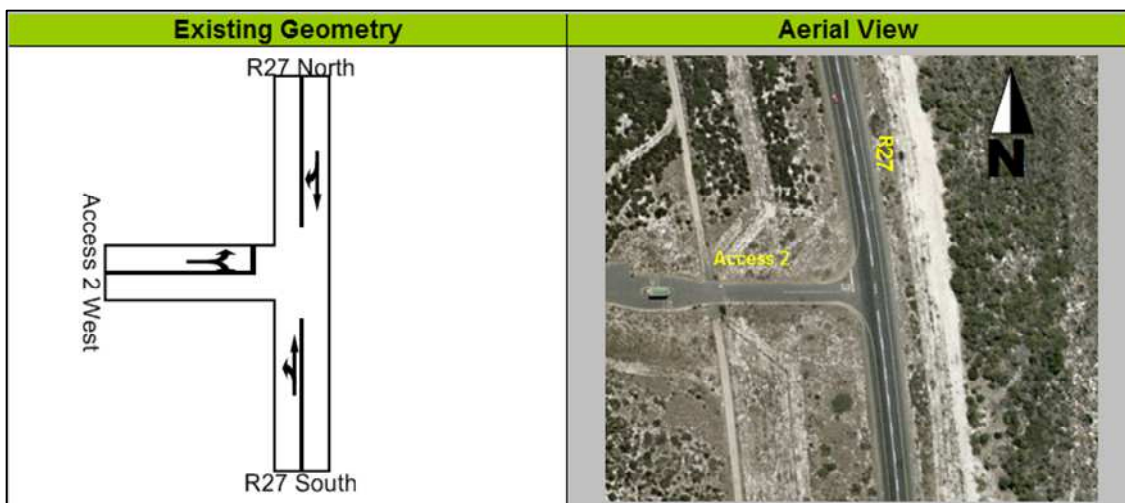 Existing Geometry
Aerial View
R27 North
Access 2 West
R27 South
R27
N
Access 2